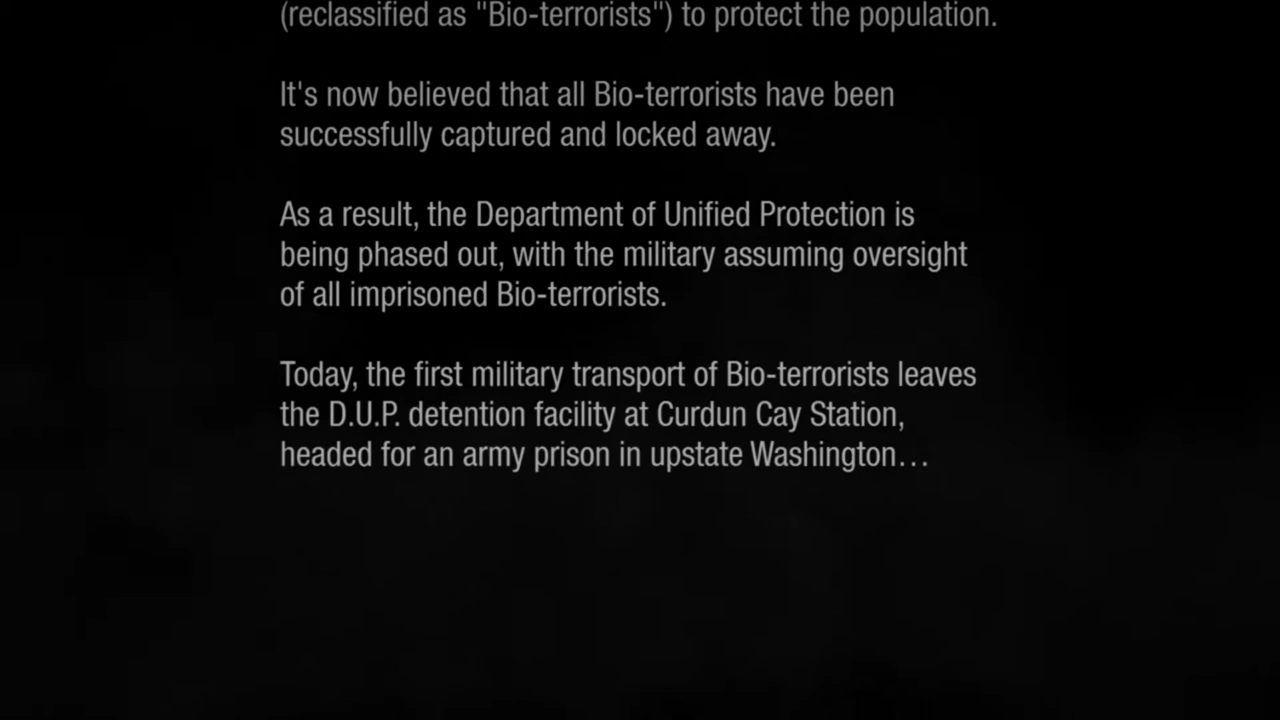 (reclassified as "Bio-terrorists") to protect the population.
It's now believed that all Bio-terrorists have been
successfully captured and locked away.
As a result, the Department of Unified Protection is
being phased out, with the military assuming oversight
of all imprisoned Bio-terrorists.
Today, the first military transport of Bio-terrorists leaves
the D.U.P. detention facility at Curdun Cay Station,
headed for an army prison in upstate Washington…